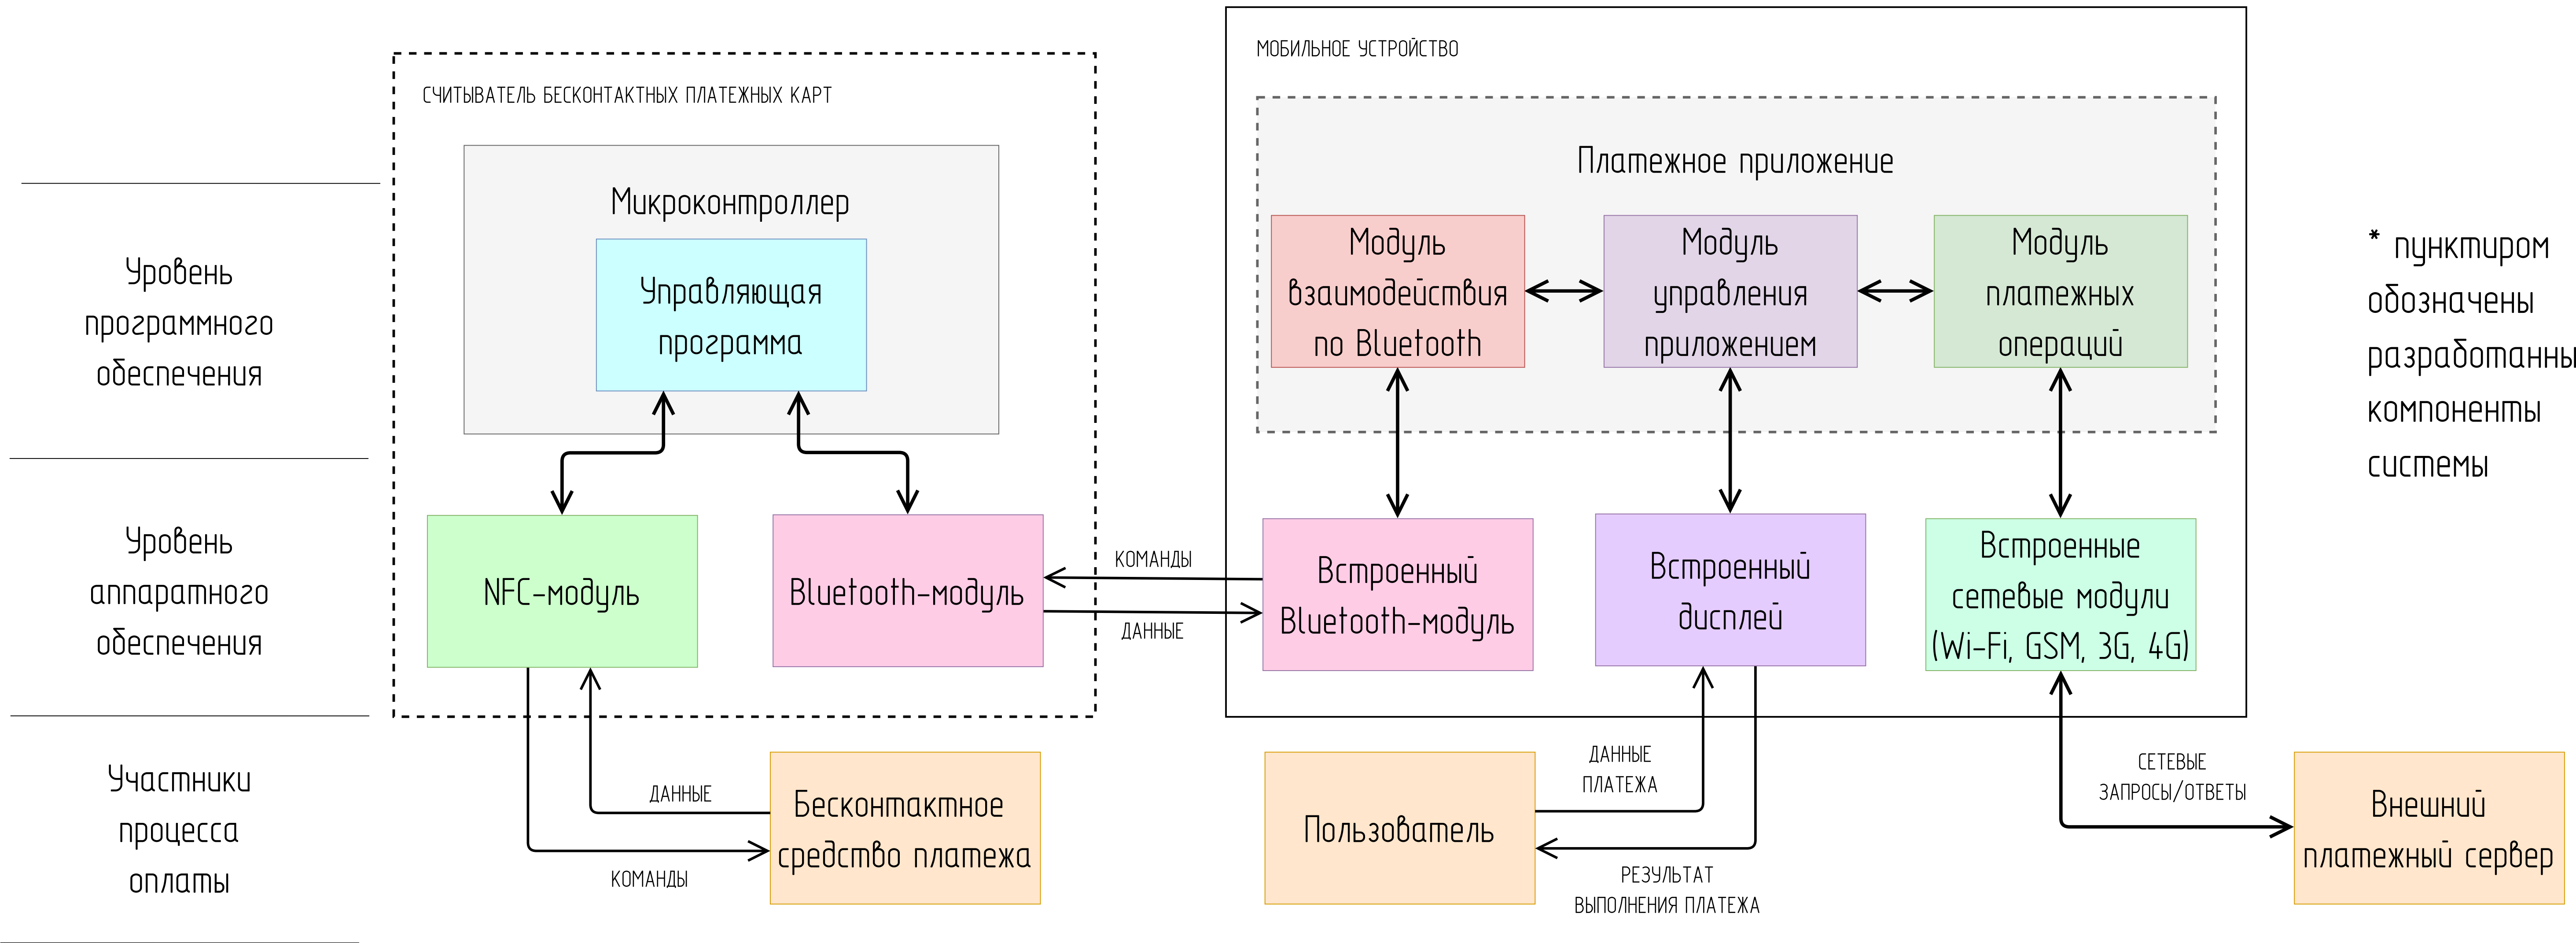 МОБИЛЬНОЕ УСТРОЙСТВО
СЧИТЫВАТЕЛЬ БЕСКОНТАКТНЫХ ПЛАТЕЖНЫХ КАРТ
Микроконтроллер
Управляющая
программа
Платежное приложение
Модуль
взаимодействия
по Bluetooth
Модуль
управления
приложением
Модуль
платежных
операций
* пунктиром
обозначены
разработанны
компоненты
системы
Уровень
программного
обеспечения
Уровень
аппаратного
обеспечения
NFC-модуль
Bluetooth-модуль
КОМАНДЫ
ДАННЫЕ
Встроенный
Bluetooth-модуль
Встроенный
дисплей
Встроенные
сетевые модули
(Wi-Fi, GSM, 3G, 4G)
Участники
процесса
оплаты
ДАННЫЕ
КОМАНДЫ
Бесконтактное
средство платежа
Пользователь
ДАННЫЕ
ПЛАТЕЖА
РЕЗУЛЬТАТ
ВЫПОЛНЕНИЯ ПЛАТЕЖА
СЕТЕВЫЕ
ЗАПРОСЫ/ОТВЕТЫ
Внешний
платежный сервер